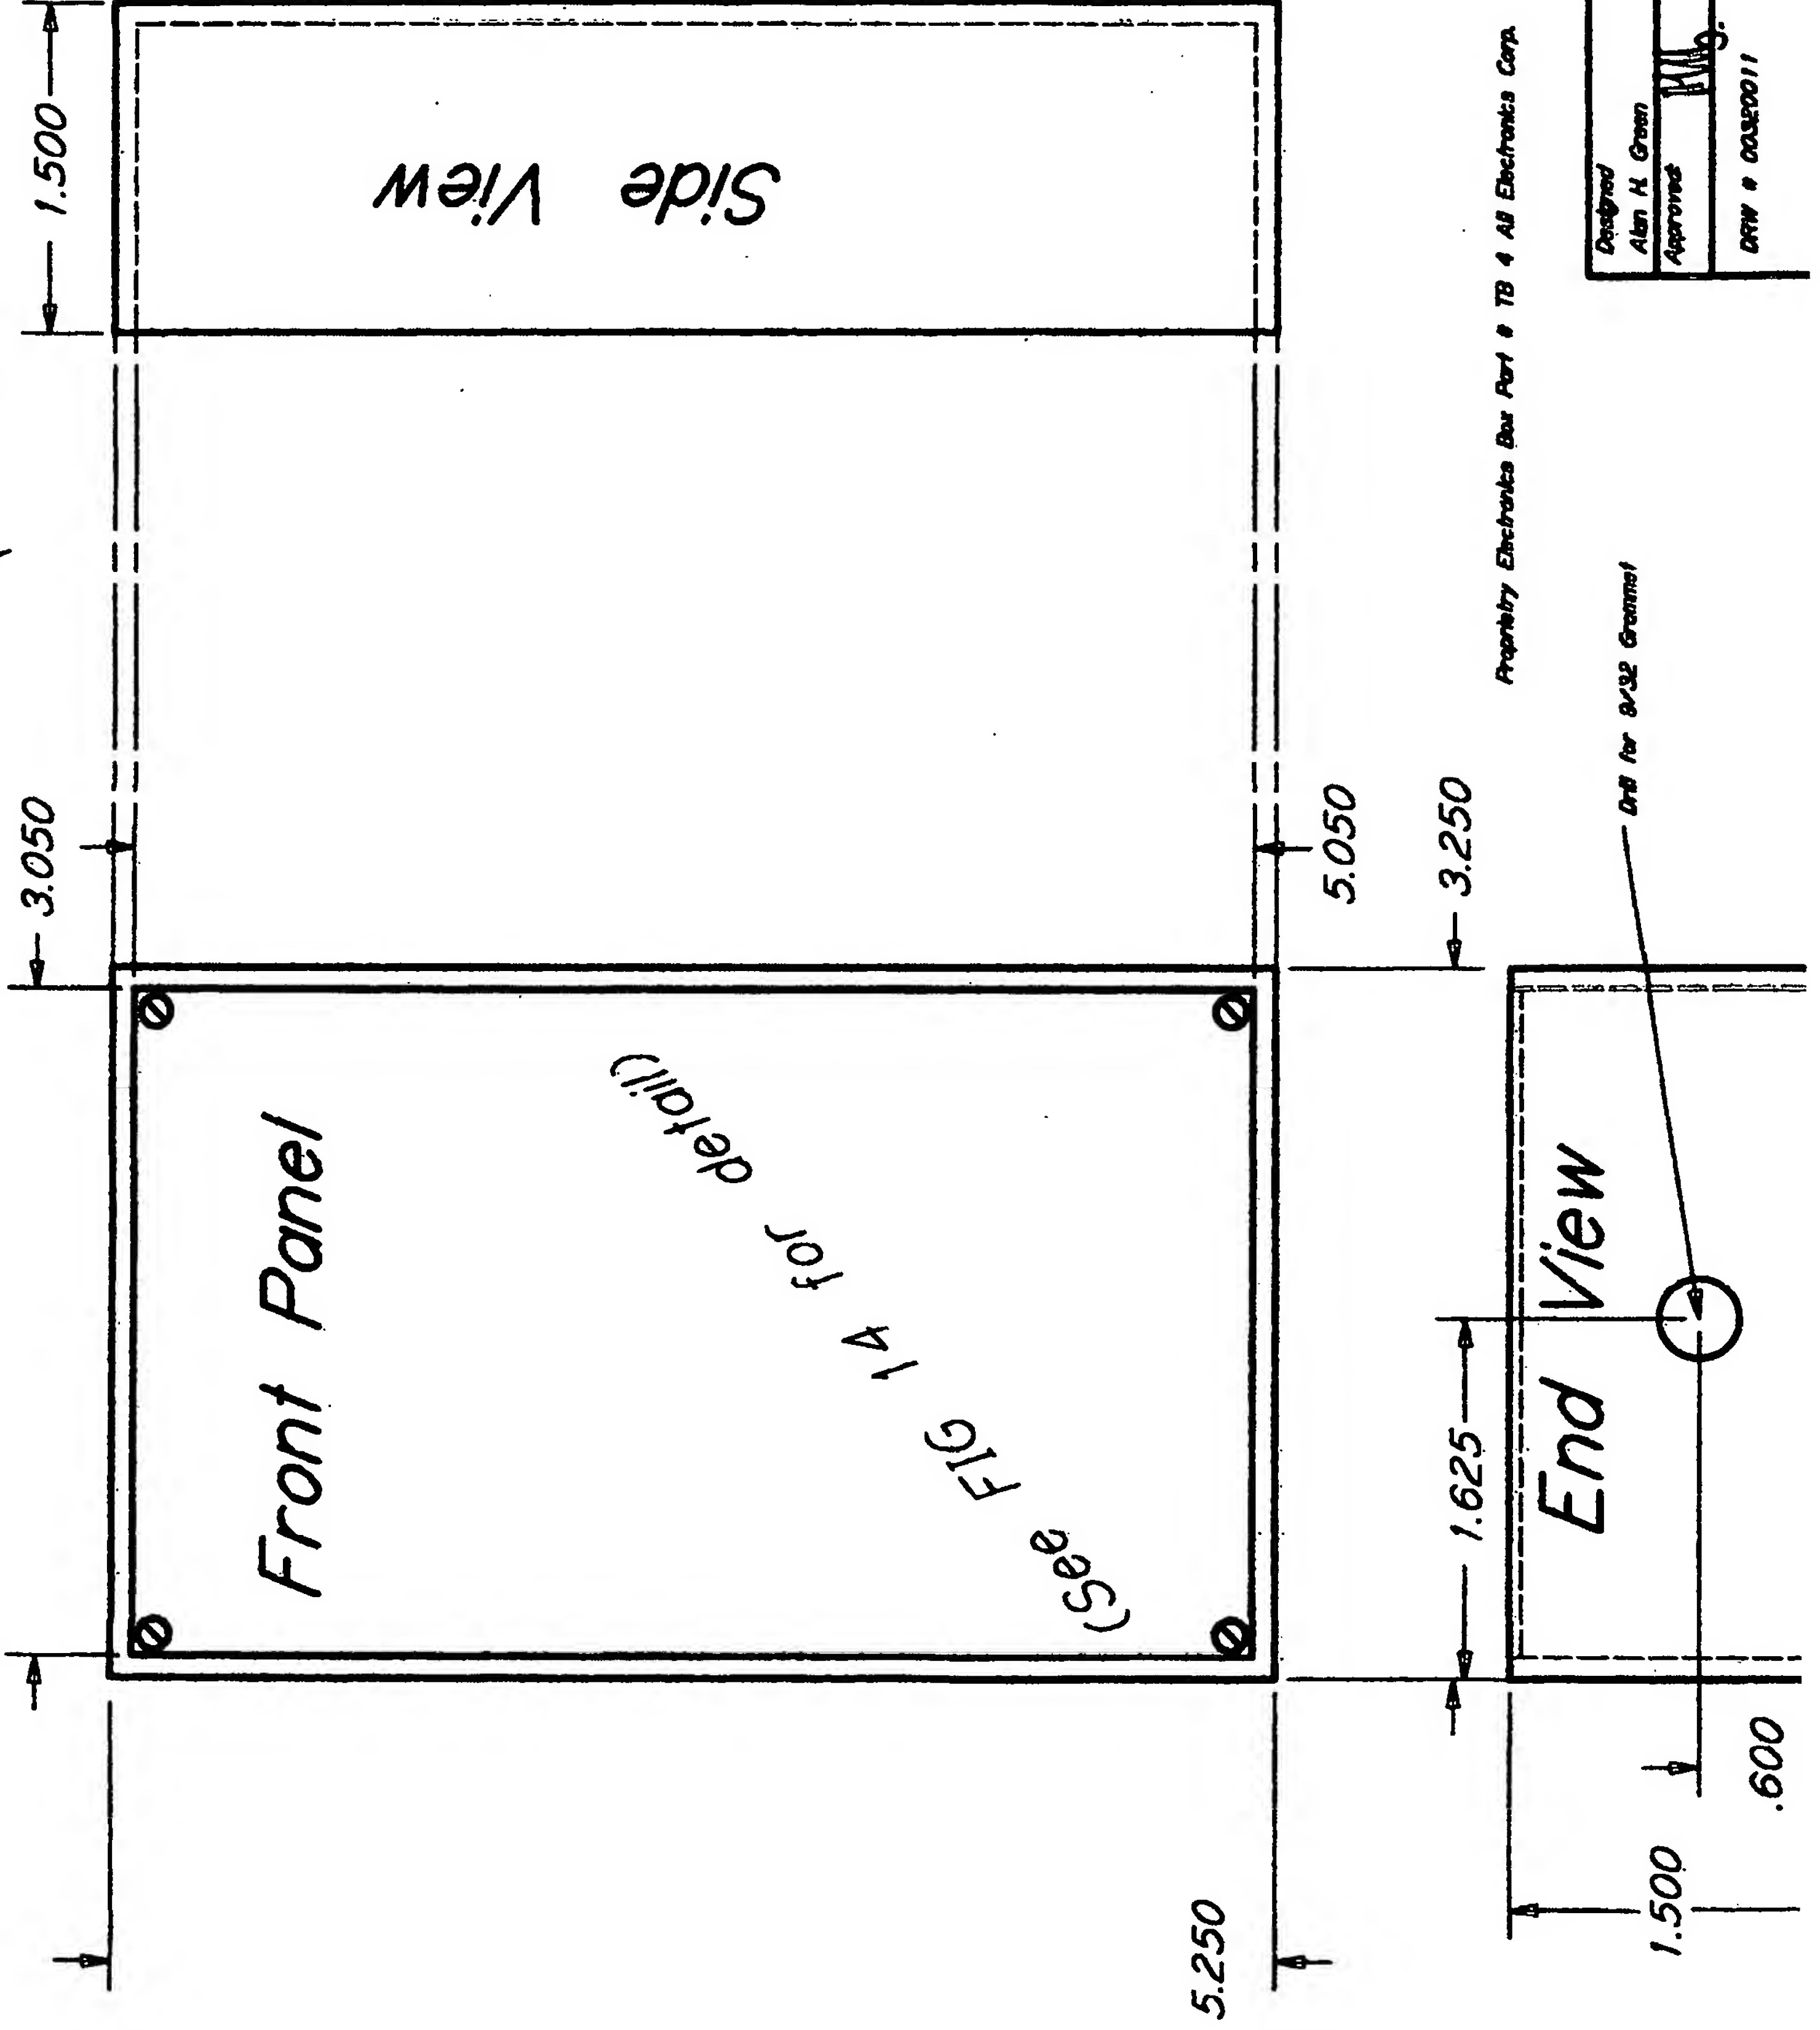 1.500
Side View
3.050
5.050
3.250
Front Panel
(See FIG 1A for detail)
5.250
1.625
End View
1.500
.600
Drill for 9/32 Grommet
Propriety Electronics Box Part # TB 4 All Electronics Corp.
Designed
Alan H. Green
Approved
DRW # 00320011